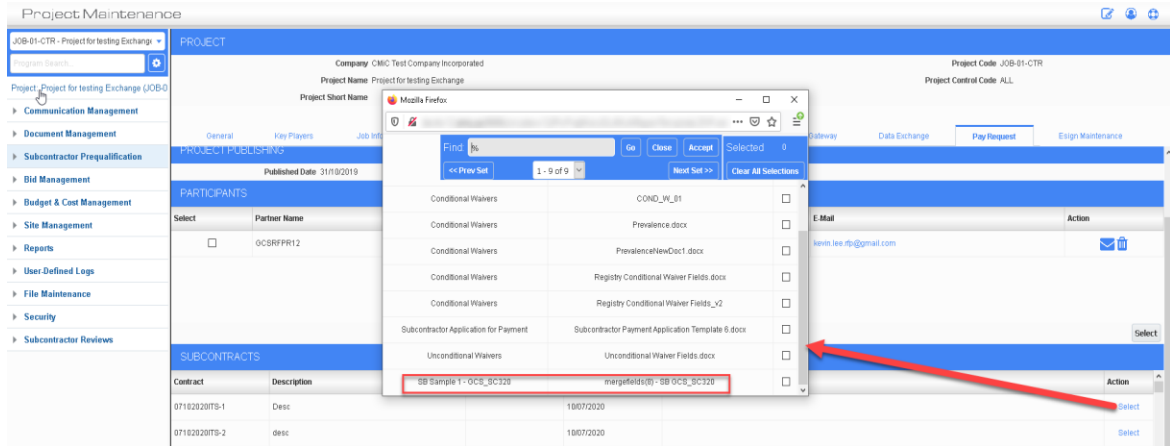 Project Maintenance
JOB-01-CTR - Project for testing Exchange
Program Search...
Project: Project for testing Exchange (JOB-0
Communication Management
Document Management
Subcontractor Prequalification
Bid Management
Budget & Cost Management
Site Management
Reports
User-Defined Logs
File Maintenance
Security
Subcontractor Reviews
PROJECT
Company CMiC Test Company Incorporated
Project Code JOB-01-CTR
Project Name Project for testing Exchange
Project Control Code ALL
Project Short Name
General Key Players Job Inf Gateway Data Exchange Pay Request Esign Maintenance
PROJECT PUBLISHING
Published Date 31/10/2019
PARTICIPANTS
Select Partner Name E-Mail Action
GCSRFPR12 kevin.lee.rfp@gmail.com
Select
SUBCONTRACTS
Contract Description Action
07102020ITS-1 Desc 10/07/2020 Select
07102020ITS-2 desc 10/07/2020 Select
Mozilla Firefox
Find: % Go Close Accept Selected 0
<< Prev Set 1 - 9 of 9 Next Set >> Clear All Selections
Conditional Waivers COND_W_01
Conditional Waivers Prevalence.docx
Conditional Waivers PrevalenceNewDoc1.docx
Conditional Waivers Registry Conditional Waiver Fields.docx
Conditional Waivers Registry Conditional Waiver Fields_v2
Subcontractor Application for Payment Subcontractor Payment Application Template 6.docx
Unconditional Waivers Unconditional Waiver Fields.docx
SB Sample 1 - GCS_SC320 mergefields(8) - SB GCS_SC320